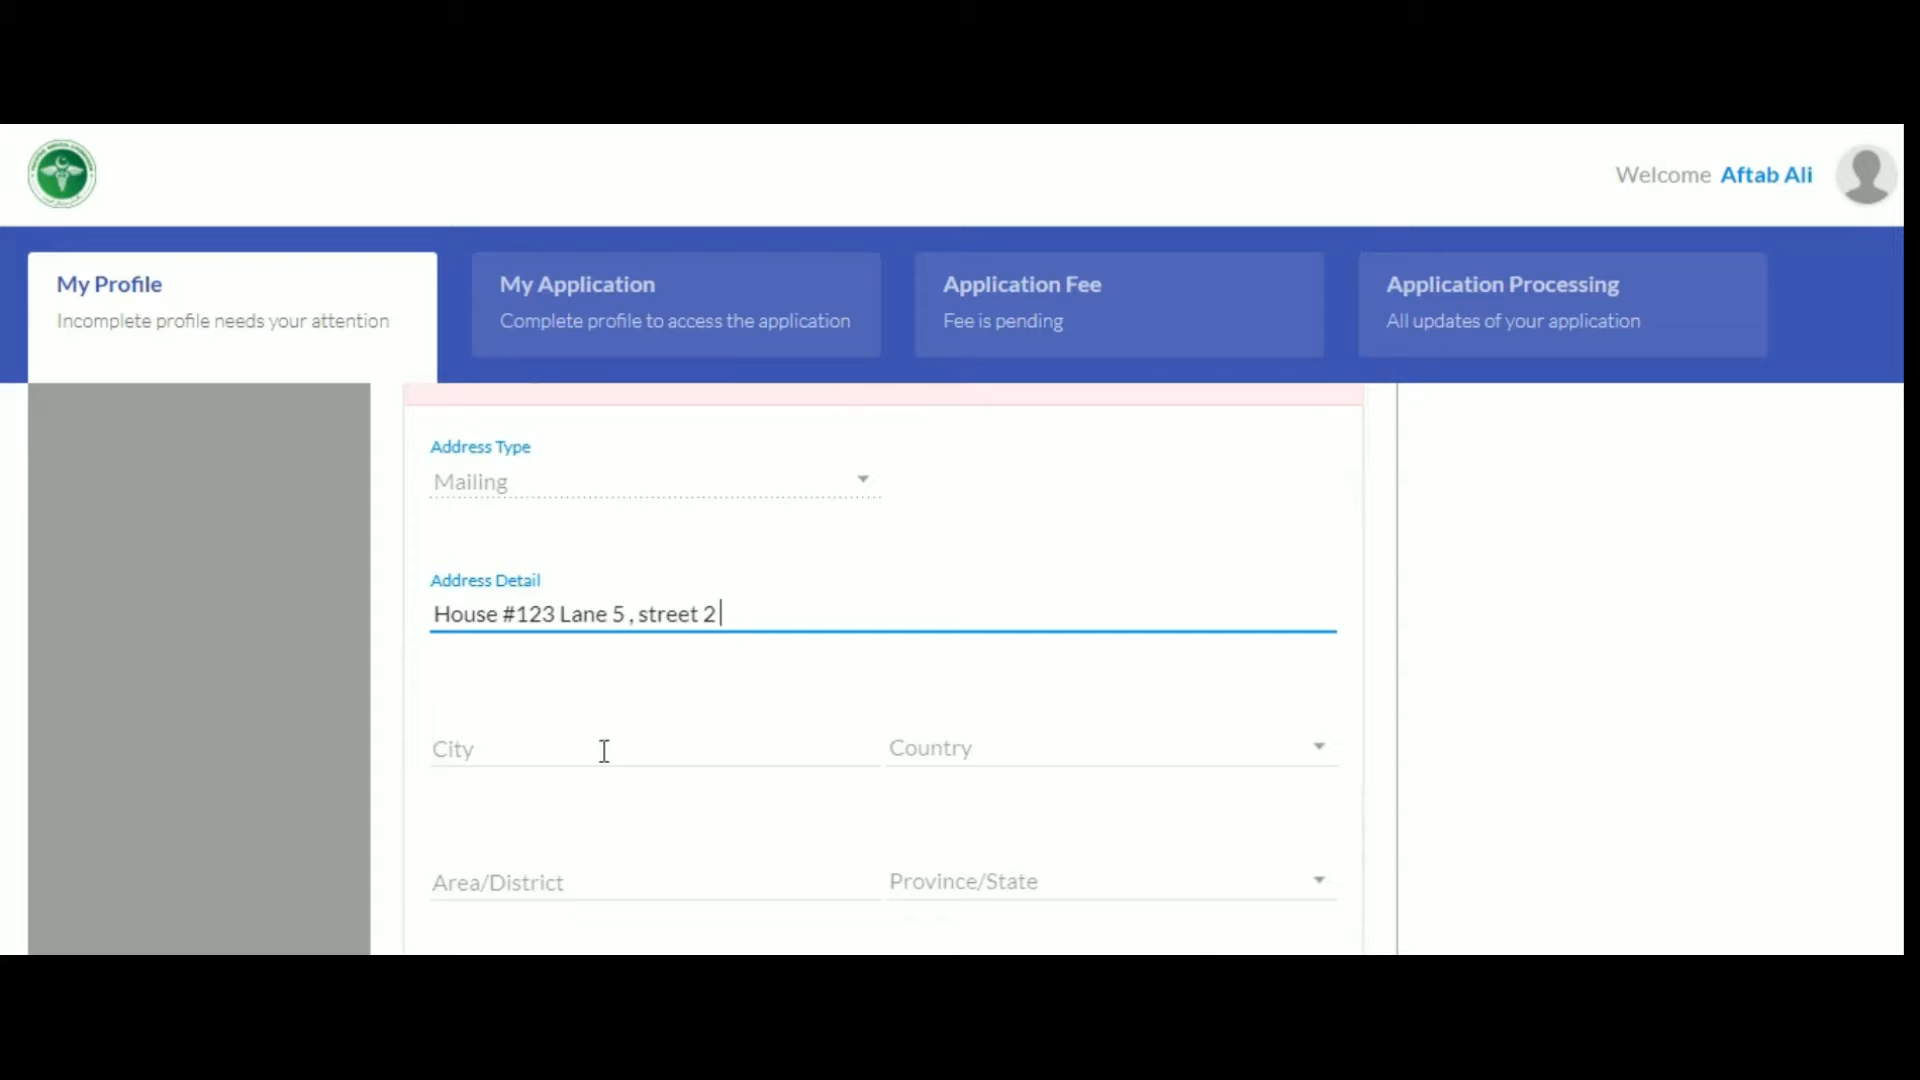 Welcome Aftab Ali
My Profile
Incomplete profile needs your attention
My Application
Complete profile to access the application
Application Fee
Fee is pending
Application Processing
All updates of your application
Address Type
Mailing
Address Detail
House #123 Lane 5 , street 2
City
Country
Area/District
Province/State